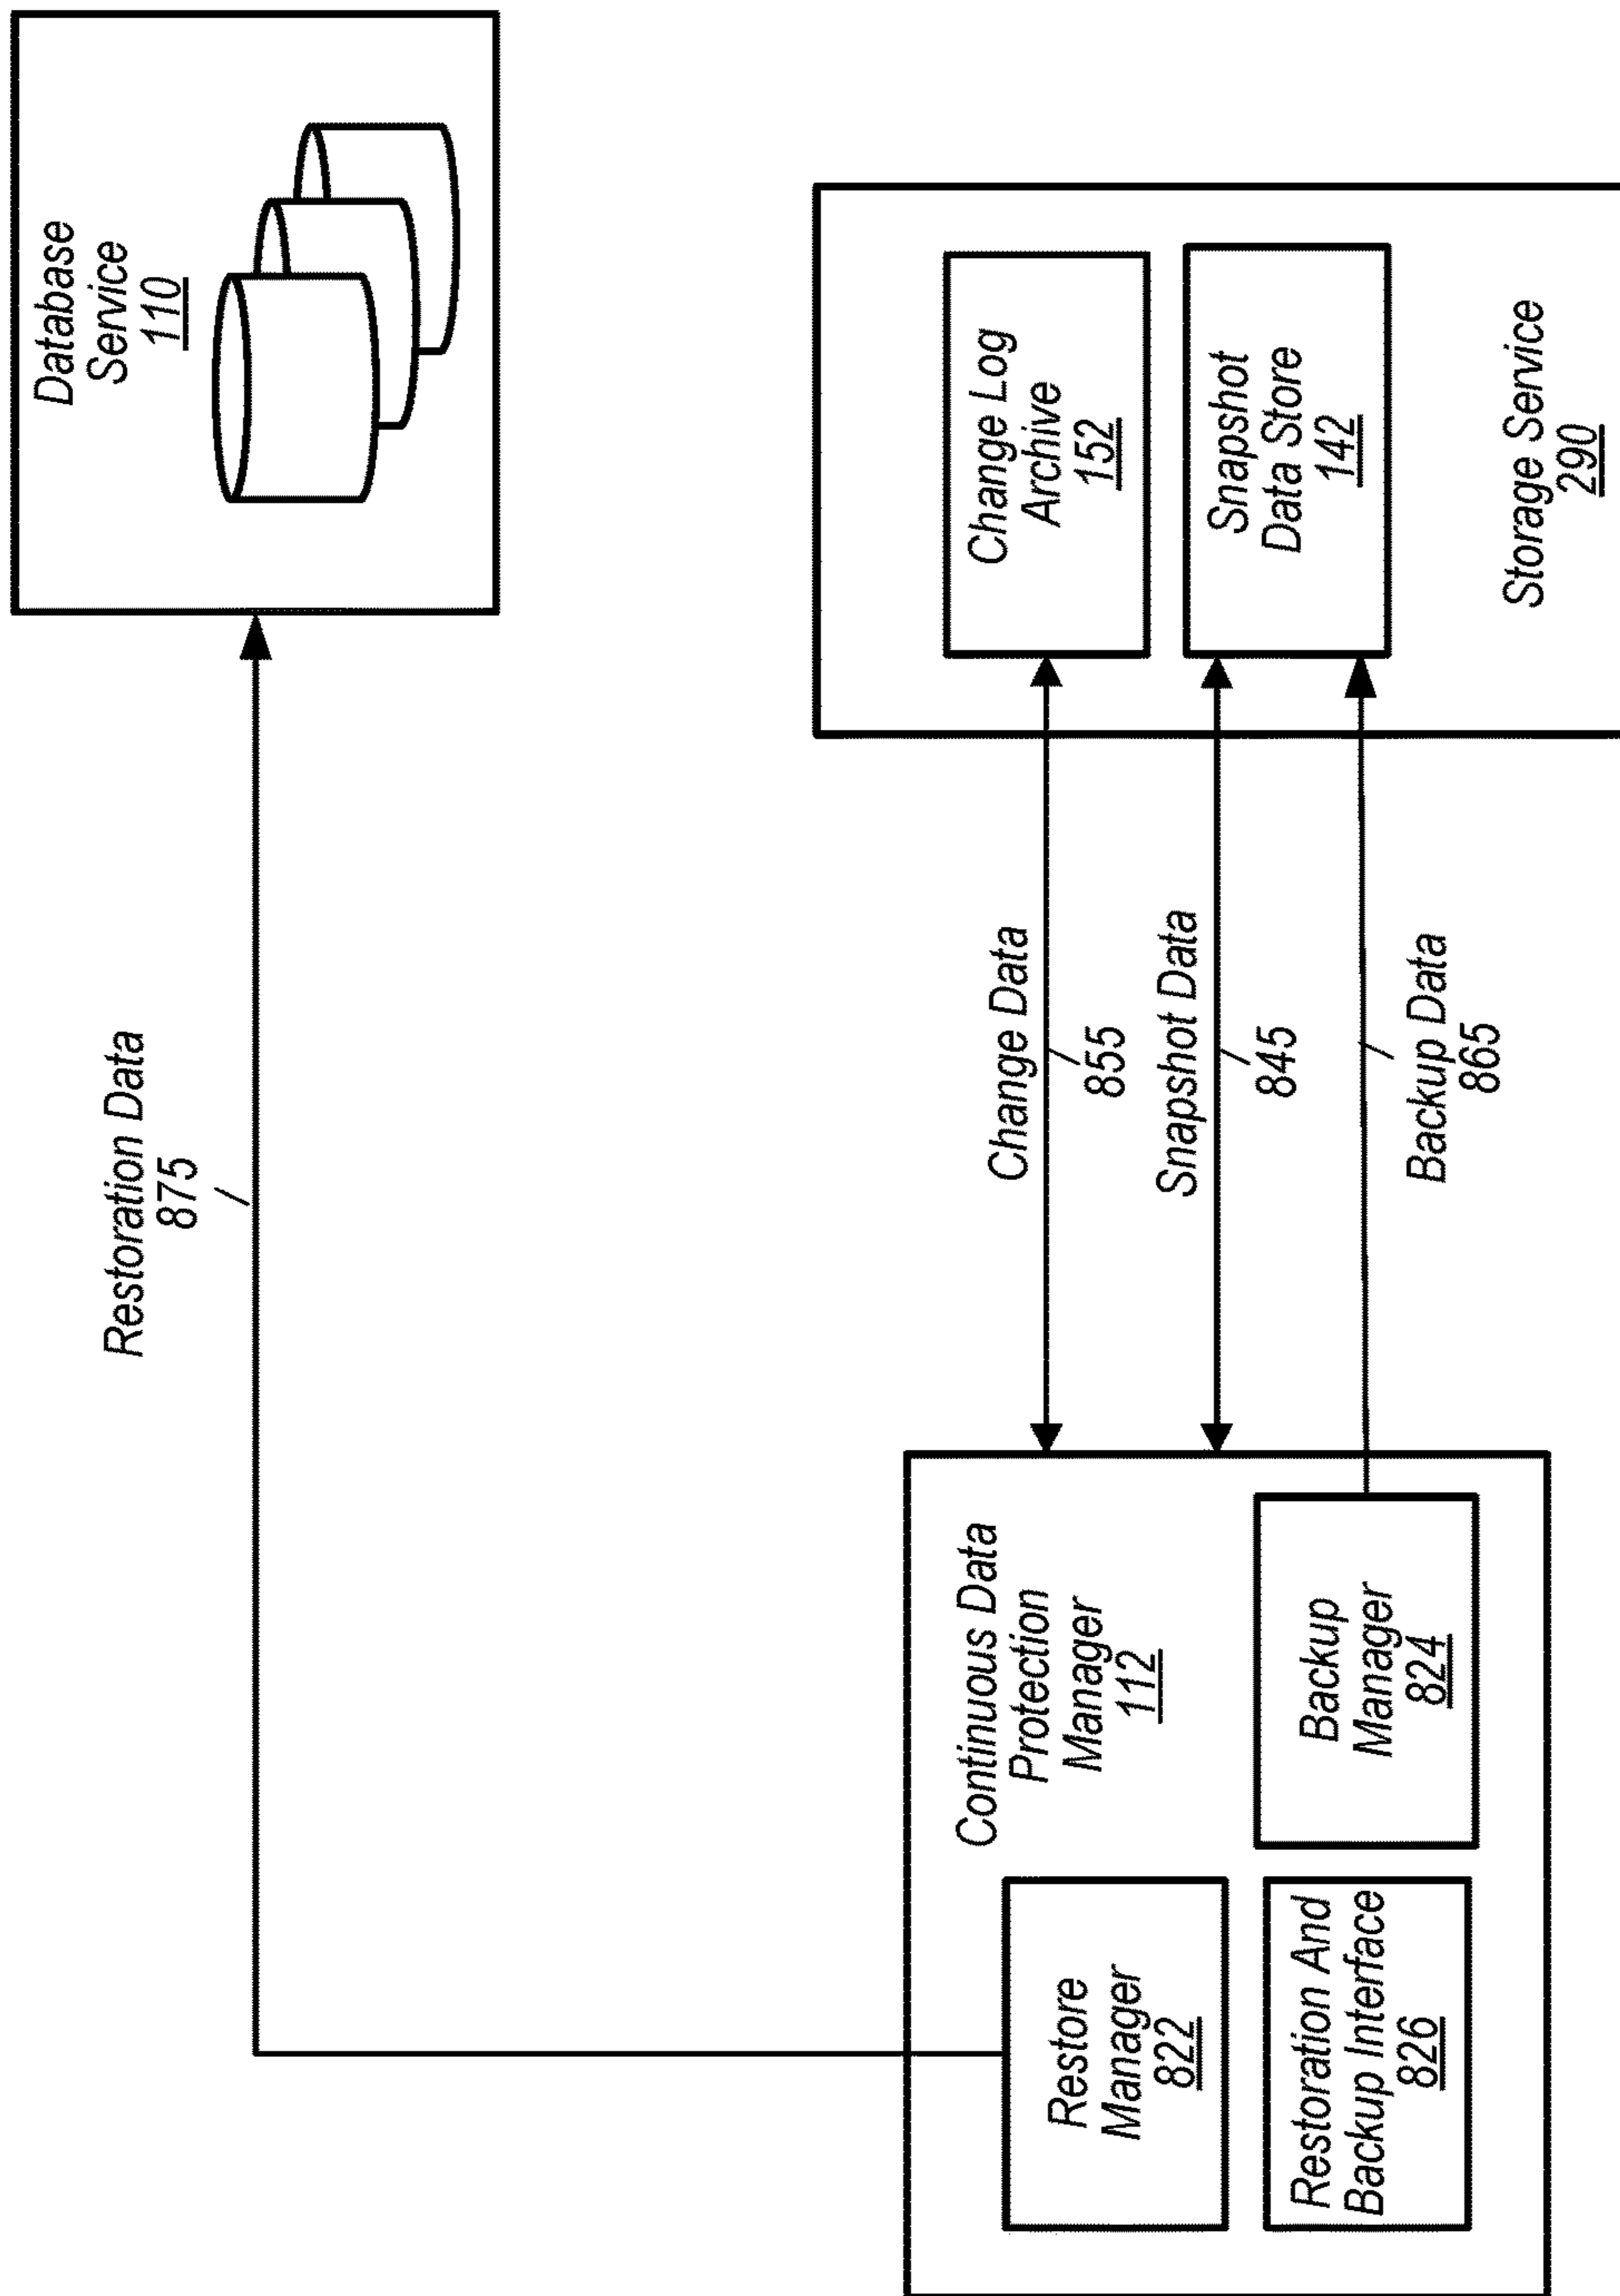 Database
Service
110
Restoration Data
875
Continuous Data
Protection
Manager
112
Restore
Manager
822
Restoration And
Backup Interface
826
Backup
Manager
824
Change Data
855
Snapshot Data
845
Backup Data
865
Change Log
Archive
152
Snapshot
Data Store
142
Storage Service
290